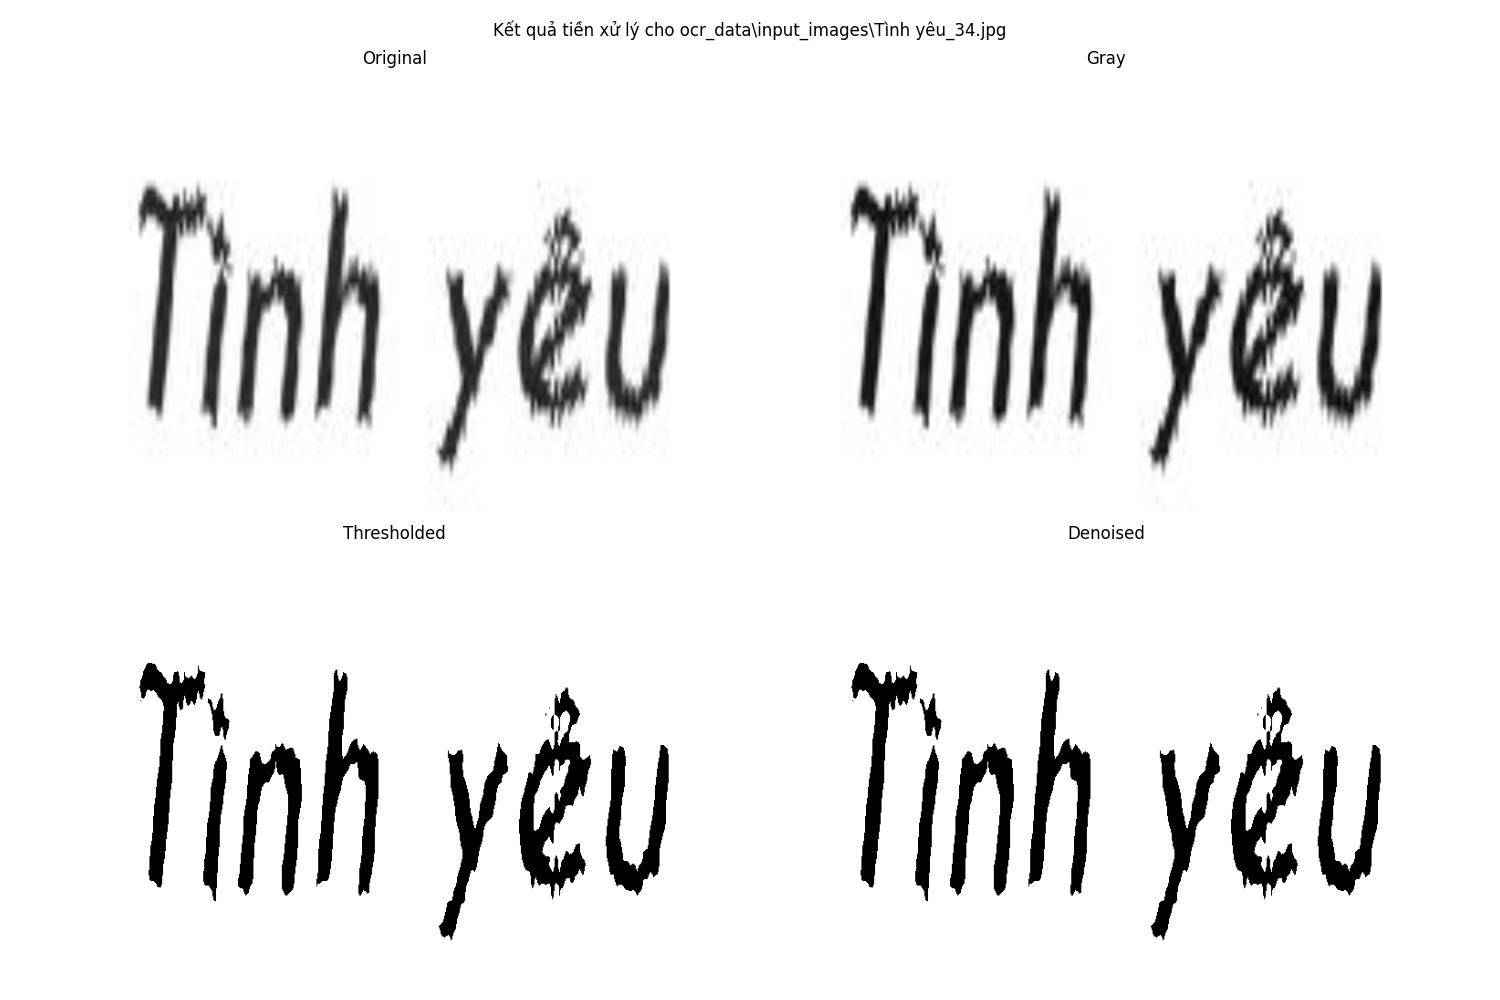 Kết quả tiền xử lý cho ocr_data\input_images\Tình yêu_34.jpg
Original
Gray
Tình yêu
Tình yêu
Thresholded
Denoised
Tình yêu
Tình yêu